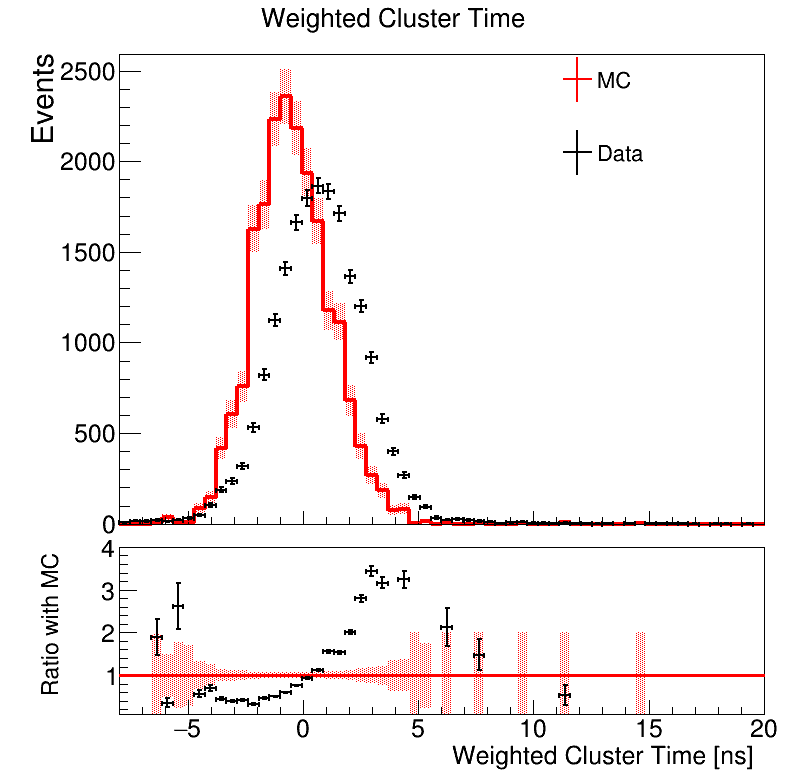 Weighted Cluster Time
Events
2500
2000
1500
1000
500
0
MC
Data
Ratio with MC
4
3
2
1
−5 0 5 10 15 20
Weighted Cluster Time [ns]